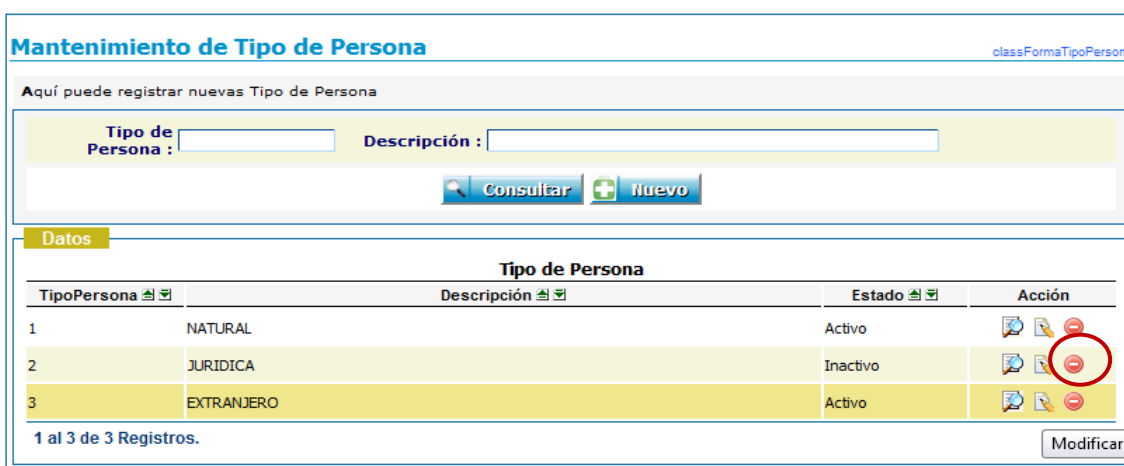 Mantenimiento de Tipo de Persona
classFormaTipoPerson
Aquí puede registrar nuevas Tipo de Persona
Tipo de
Persona :
Descripción :
Consultar
Nuevo
Datos
Tipo de Persona
TipoPersona Descripción Estado Acción
1 NATURAL Activo
2 JURIDICA Inactivo
3 EXTRANJERO Activo
1 al 3 de 3 Registros.
Modificar